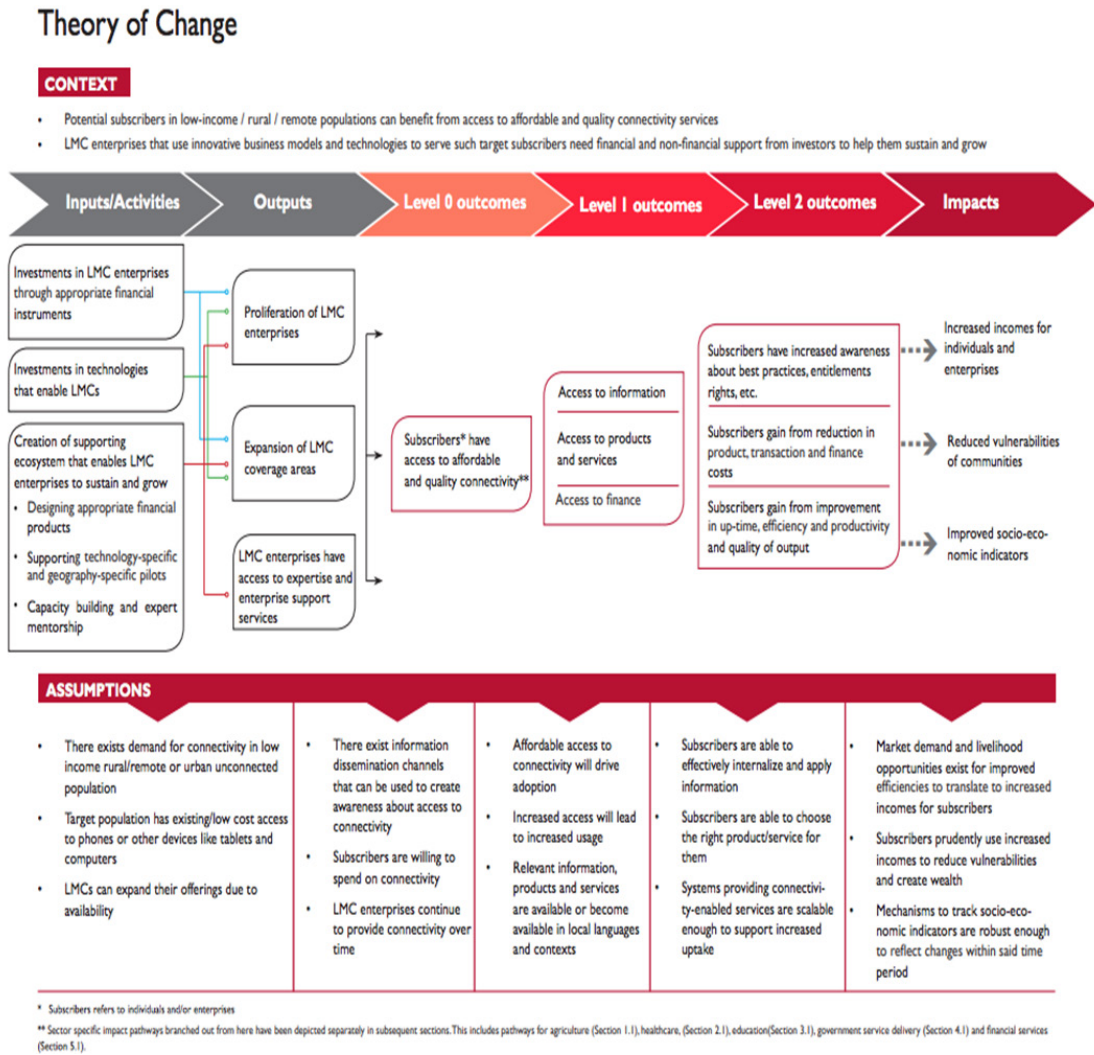 Theory of Change
CONTEXT
• Potential subscribers in low-income / rural / remote populations can benefit from access to affordable and quality connectivity services
• LMC enterprises that use innovative business models and technologies to serve such target subscribers need financial and non-financial support from investors to help them sustain and grow
Inputs/Activities
Outputs
Level 0 outcomes
Level 1 outcomes
Level 2 outcomes
Impacts
Investments in LMC enterprises
through appropriate financial
instruments
Investments in technologies
that enable LMCs
Creation of supporting
ecosystem that enables LMC
enterprises to sustain and grow
• Designing appropriate financial
products
• Supporting technology-specific
and geography-specific pilots
• Capacity building and expert
mentorship
Proliferation of LMC
enterprises
Expansion of LMC
coverage areas
LMC enterprises have
access to expertise and
enterprise support
services
Subscribers* have
access to affordable
and quality connectivity**
Access to information
Access to products
and services
Access to finance
Subscribers have increased awareness
about best practices, entitlements
rights, etc.
Subscribers gain from reduction in
product, transaction and finance
costs
Subscribers gain from improvement
in up-time, efficiency and productivity
and quality of output
Increased incomes for
individuals and
enterprises
Reduced vulnerabilities
of communities
Improved socio-eco-
nomic indicators
ASSUMPTIONS
• There exists demand for connectivity in low
income rural/remote or urban unconnected
population
• Target population has existing/low cost access
to phones or other devices like tablets and
computers
• LMCs can expand their offerings due to
availability
• There exist information
dissemination channels
that can be used to create
awareness about access to
connectivity
• Subscribers are willing to
spend on connectivity
• LMC enterprises continue
to provide connectivity over
time
• Affordable access to
connectivity will drive
adoption
• Increased access will lead
to increased usage
• Relevant information,
products and services
are available or become
available in local languages
and contexts
• Subscribers are able to
effectively internalize and apply
information
• Subscribers are able to choose
the right product/service for
them
• Systems providing connectivi-
ty-enabled services are scalable
enough to support increased
uptake
• Market demand and livelihood
opportunities exist for improved
efficiencies to translate to increased
incomes for subscribers
• Subscribers prudently use increased
incomes to reduce vulnerabilities
and create wealth
• Mechanisms to track socio-eco-
nomic indicators are robust enough
to reflect changes within said time
period
* Subscribers refers to individuals and/or enterprises
** Sector specific impact pathways branched out from here have been depicted separately in subsequent sections. This includes pathways for agriculture (Section 1.1), healthcare, (Section 2.1), education(Section 3.1), government service delivery (Section 4.1) and financial services
(Section 5.1).